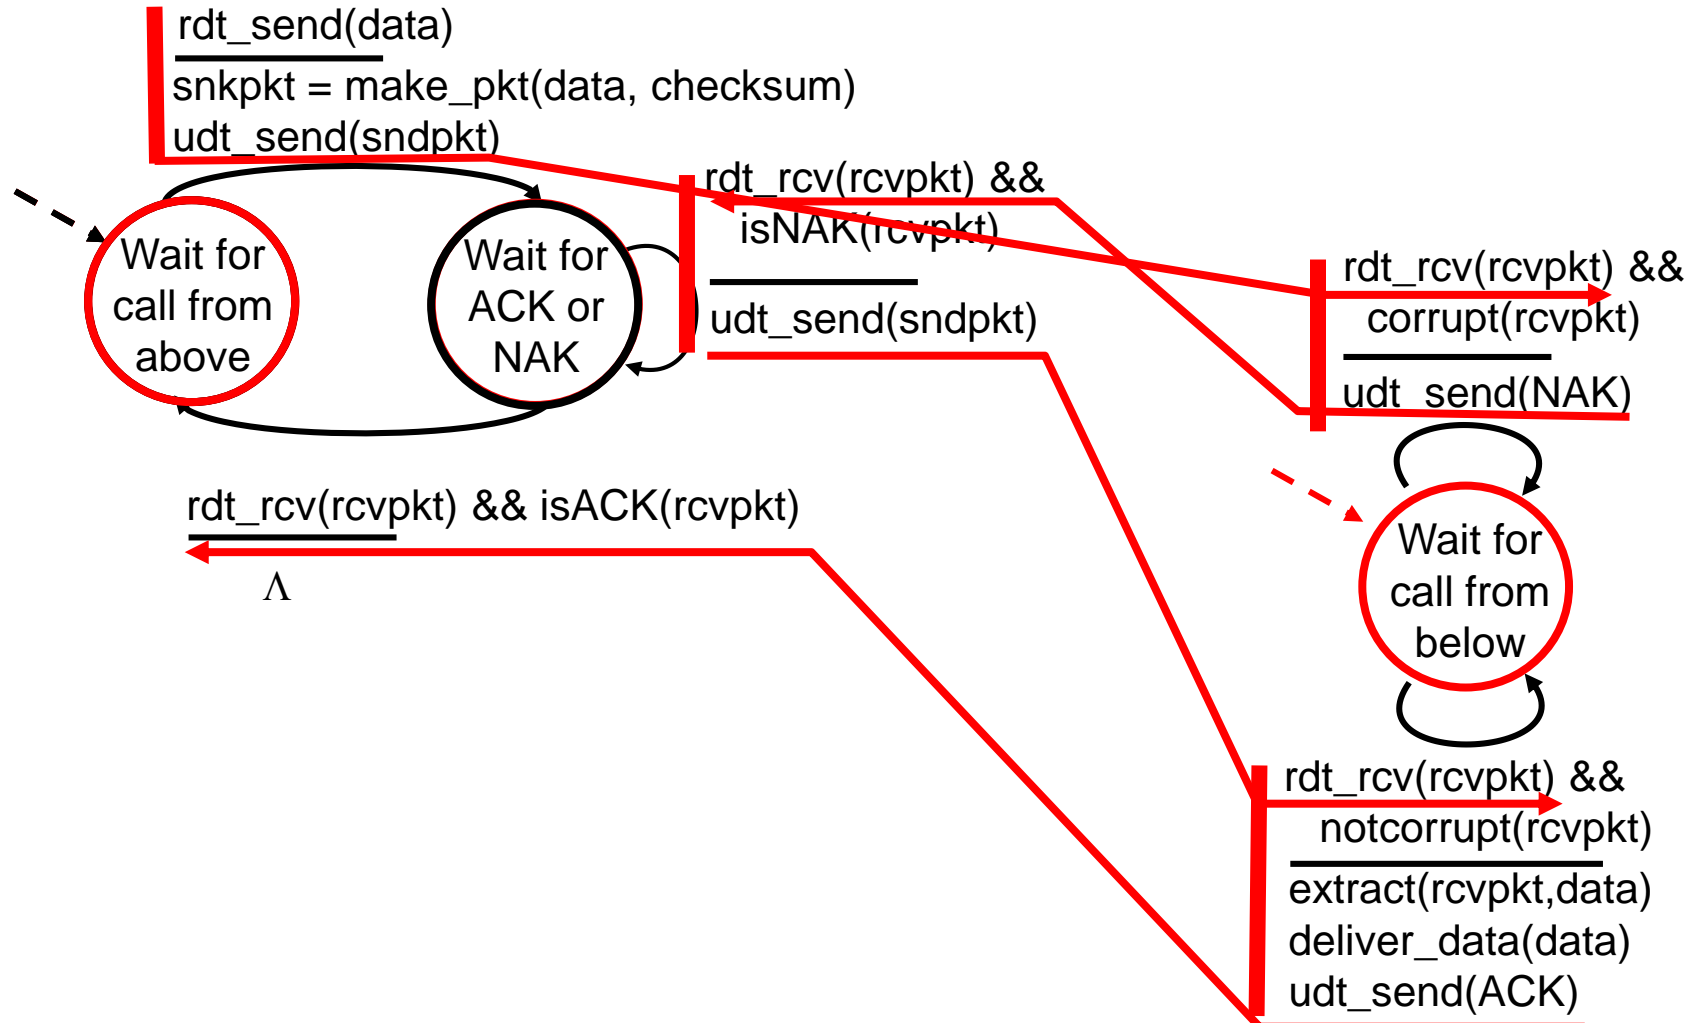 rdt_send(data)
snkpkt = make_pkt(data, checksum)
udt_send(sndpkt)
Wait for
call from
above
Wait for
ACK or
NAK
rdt_rcv(rcvpkt) &&
isNAK(rcvpkt)
udt_send(sndpkt)
rdt_rcv(rcvpkt) && isACK(rcvpkt)
Λ
rdt_rcv(rcvpkt) &&
corrupt(rcvpkt)
udt_send(NAK)
Wait for
call from
below
rdt_rcv(rcvpkt) &&
notcorrupt(rcvpkt)
extract(rcvpkt,data)
deliver_data(data)
udt_send(ACK)